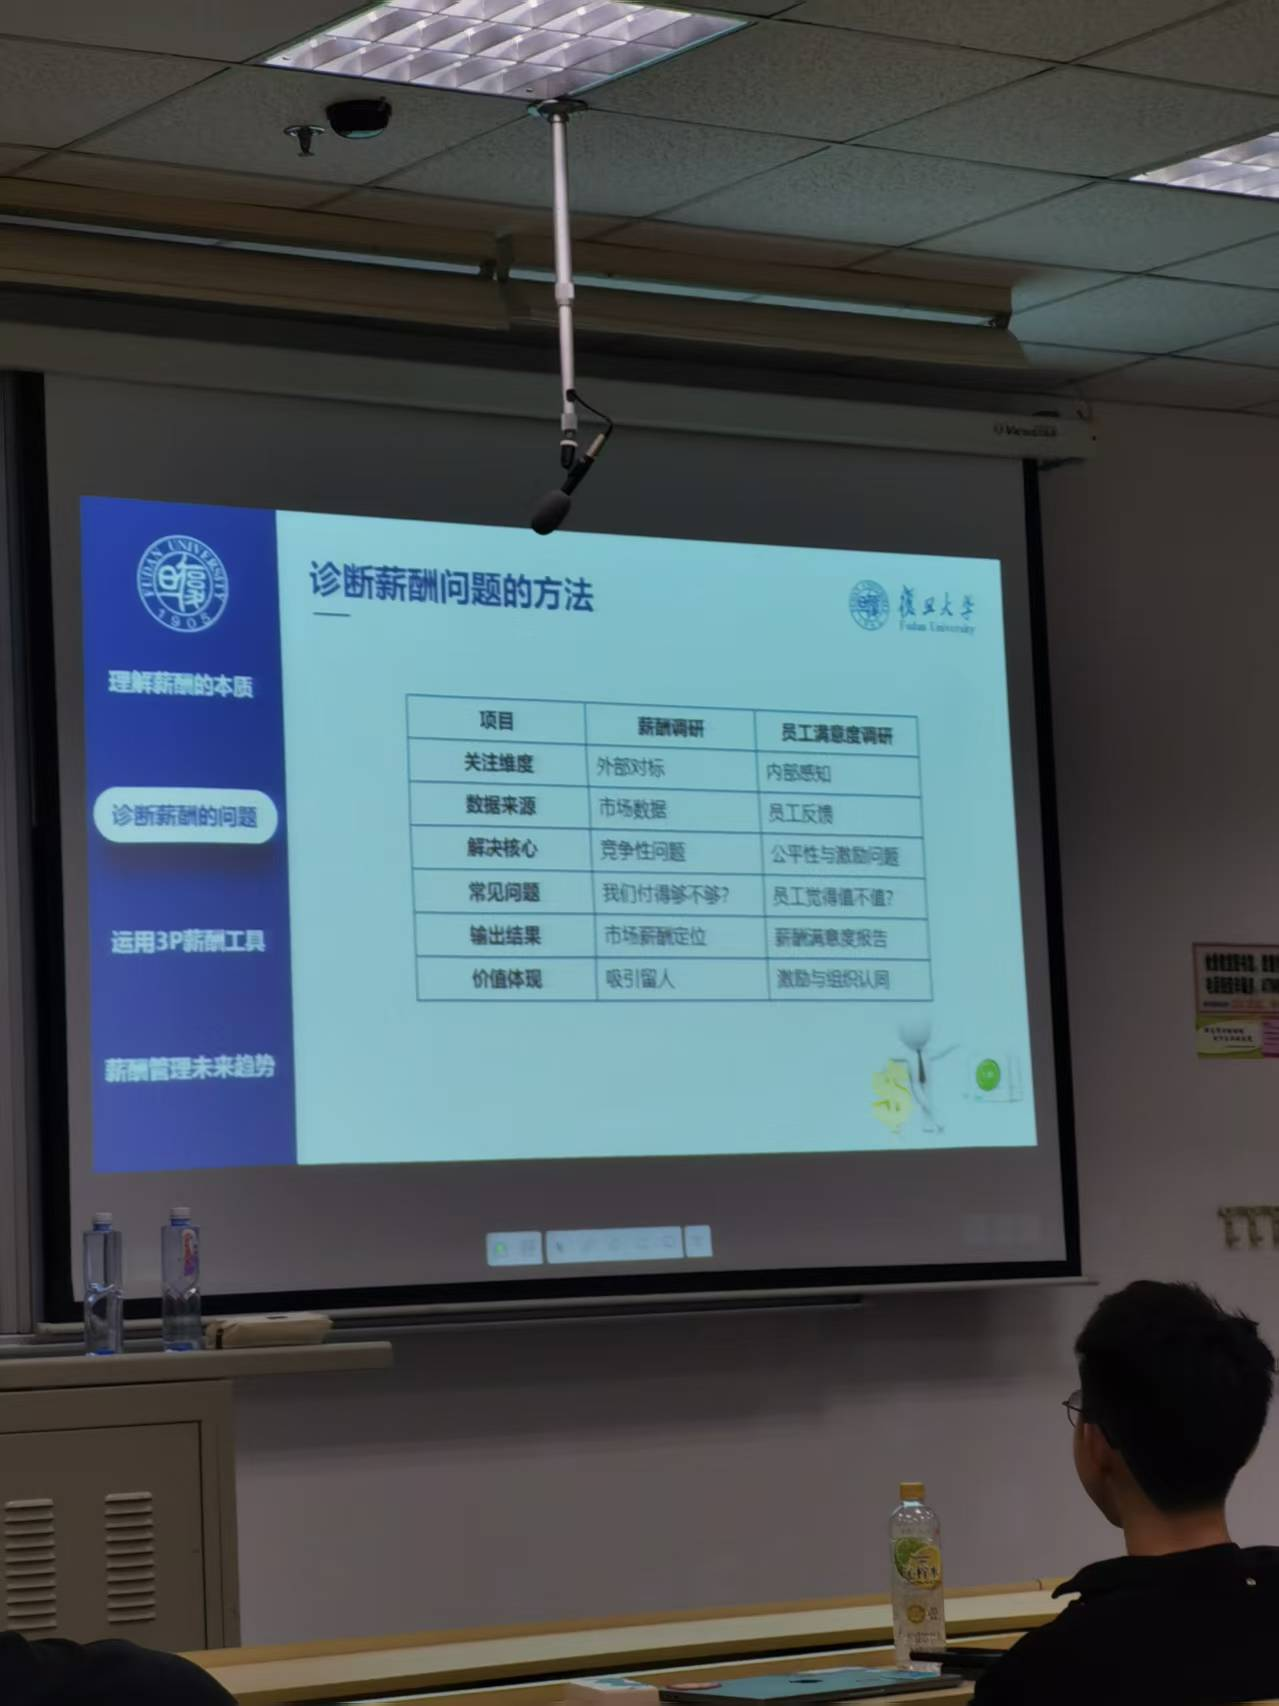 ViewStar
FUDAN UNIVERSITY
1905
理解薪酬的本质
诊断薪酬的问题
运用3P薪酬工具
薪酬管理未来趋势
诊断薪酬问题的方法
復旦大学
Fudan University
项目 薪酬调研 员工满意度调研
关注维度 外部对标 内部感知
数据来源 市场数据 员工反馈
解决核心 竞争性问题 公平性与激励问题
常见问题 我们付得够不够? 员工觉得值不值?
输出结果 市场薪酬定位 薪酬满意度报告
价值体现 吸引留人 激励与组织认同